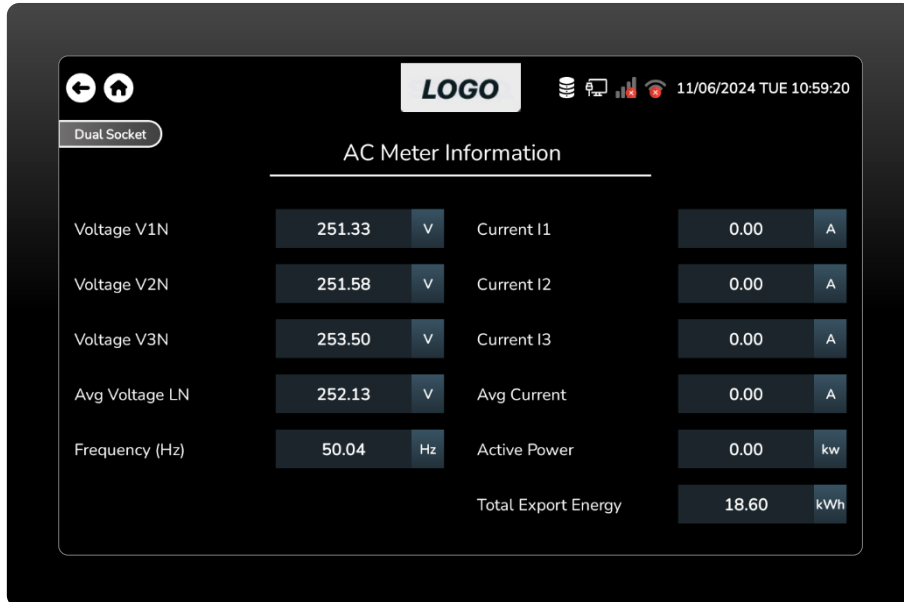 LOGO
11/06/2024 TUE 10:59:20
Dual Socket
AC Meter Information
Voltage V1N 251.33 V Current I1 0.00 A
Voltage V2N 251.58 V Current I2 0.00 A
Voltage V3N 253.50 V Current I3 0.00 A
Avg Voltage LN 252.13 V Avg Current 0.00 A
Frequency (Hz) 50.04 Hz Active Power 0.00 kw
Total Export Energy 18.60 kWh